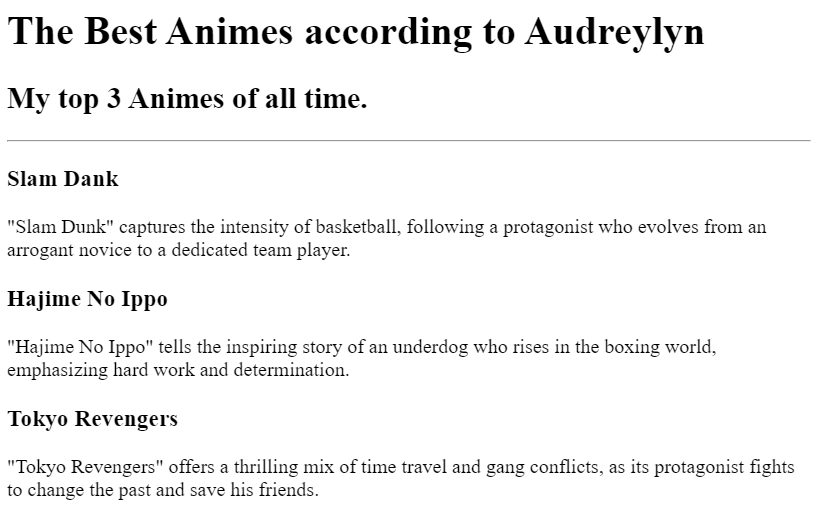 The Best Animes according to Audreylyn
My top 3 Animes of all time.
Slam Dank
"Slam Dunk" captures the intensity of basketball, following a protagonist who evolves from an
arrogant novice to a dedicated team player.
Hajime No Ippo
"Hajime No Ippo" tells the inspiring story of an underdog who rises in the boxing world,
emphasizing hard work and determination.
Tokyo Revengers
"Tokyo Revengers" offers a thrilling mix of time travel and gang conflicts, as its protagonist fights
to change the past and save his friends.